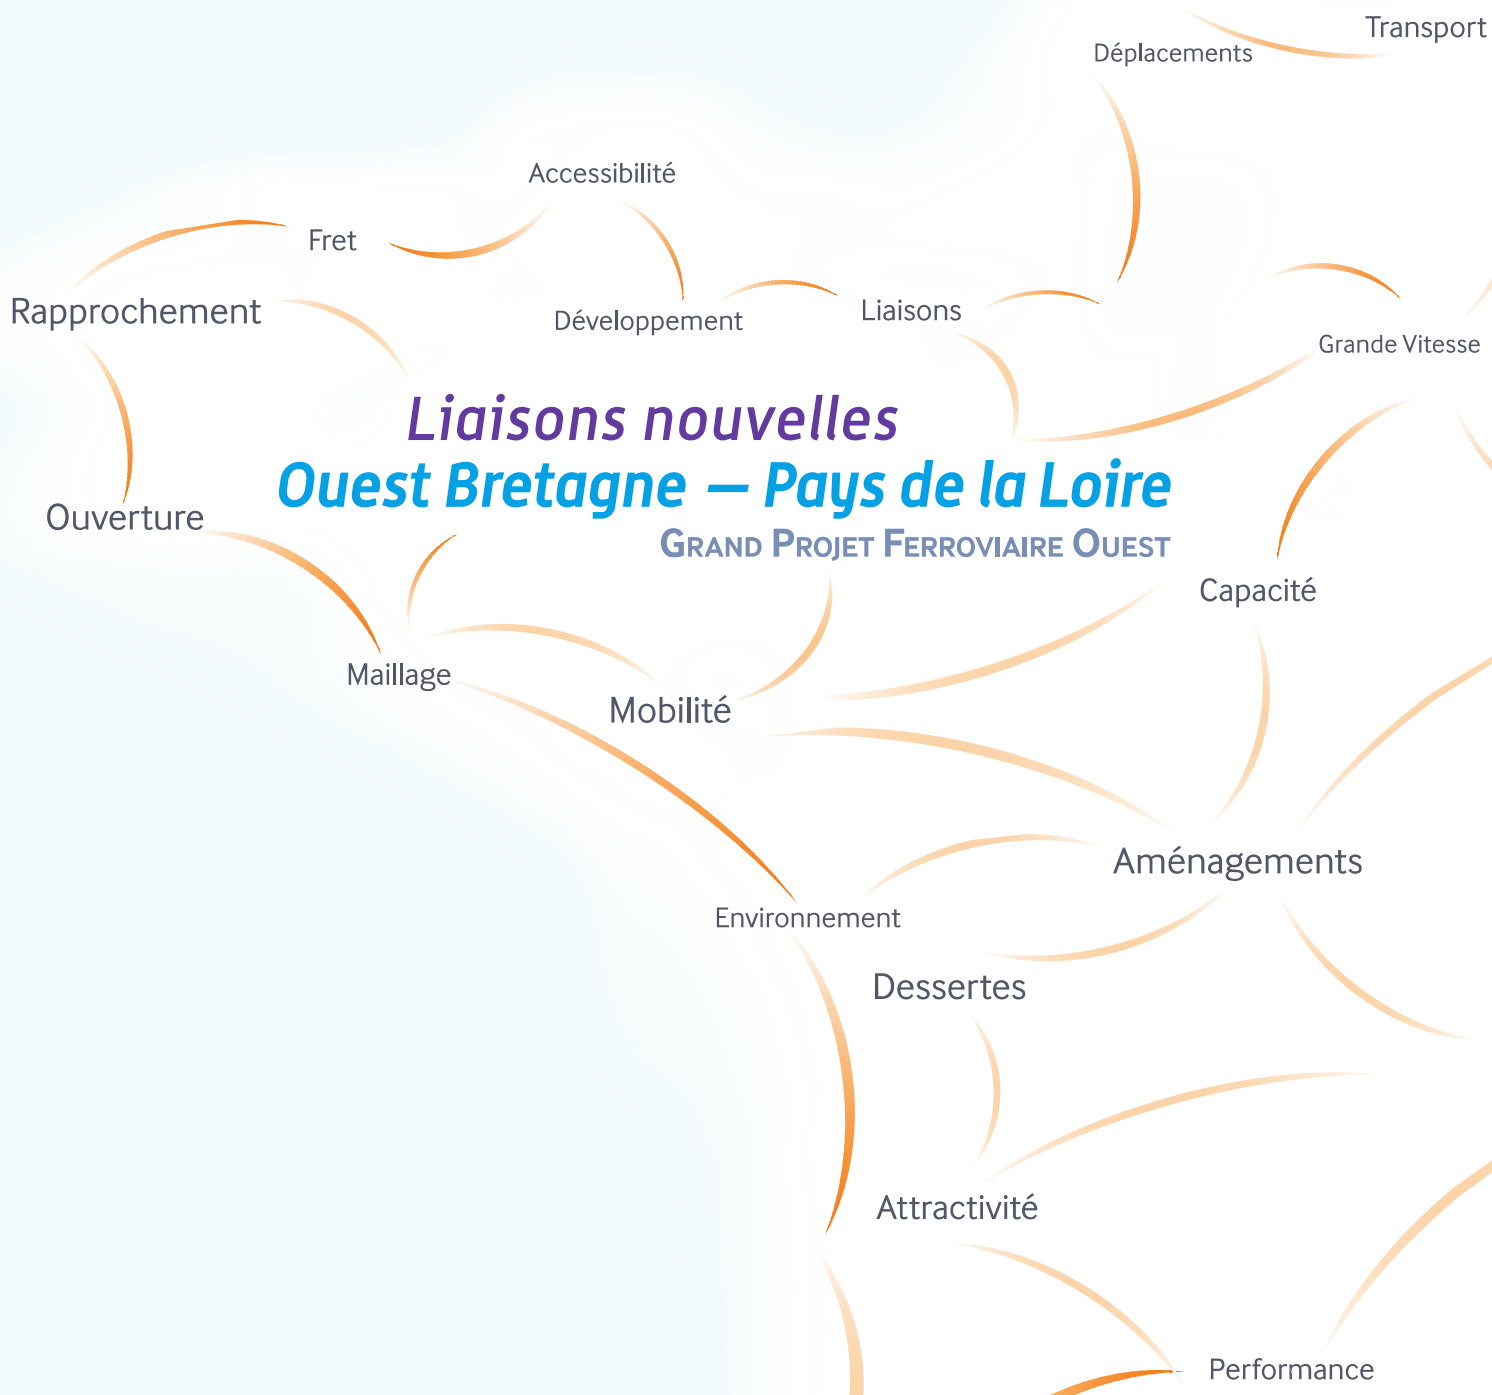 Transport
Déplacements
Accessibilité
Fret
Rapprochement
Développement
Liaisons
Grande Vitesse
Liaisons nouvelles
Ouest Bretagne – Pays de la Loire
Grand Projet Ferroviaire Ouest
Ouverture
Capacité
Maillage
Mobilité
Aménagements
Environnement
Dessertes
Attractivité
Performance